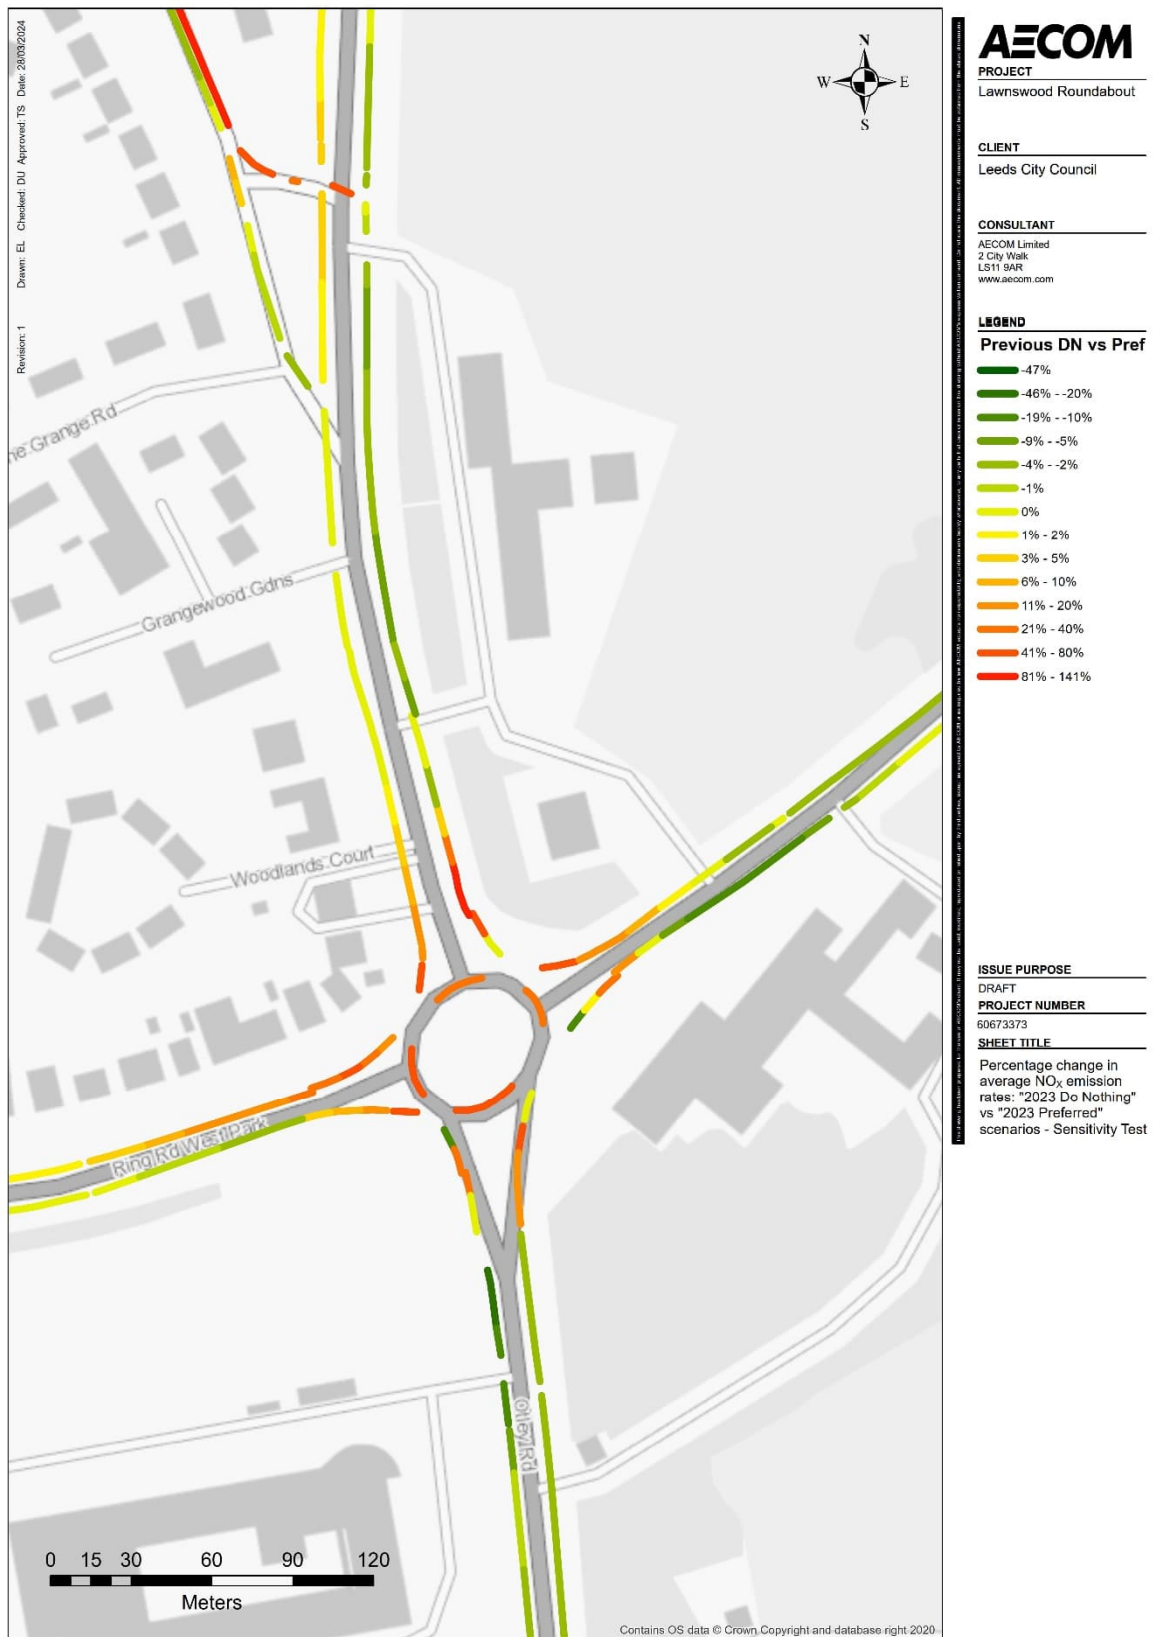 Revision: 1 Drawn: EL Checked: DU Approved: TS Date: 28/03/2024
N
W E
S
ne Grange Rd
Grangewood Gdns
Woodlands Court
Ring Rd West Park
Otley Rd
0 15 30 60 90 120
Meters
Contains OS data © Crown Copyright and database right 2020
AECOM
PROJECT
Lawnswood Roundabout
CLIENT
Leeds City Council
CONSULTANT
AECOM Limited
2 City Walk
LS11 9AR
www.aecom.com
LEGEND
Previous DN vs Pref
-47%
-46% - -20%
-19% - -10%
-9% - -5%
-4% - -2%
-1%
0%
1% - 2%
3% - 5%
6% - 10%
11% - 20%
21% - 40%
41% - 80%
81% - 141%
ISSUE PURPOSE
DRAFT
PROJECT NUMBER
60673373
SHEET TITLE
Percentage change in
average NOx emission
rates: "2023 Do Nothing"
vs "2023 Preferred"
scenarios - Sensitivity Test